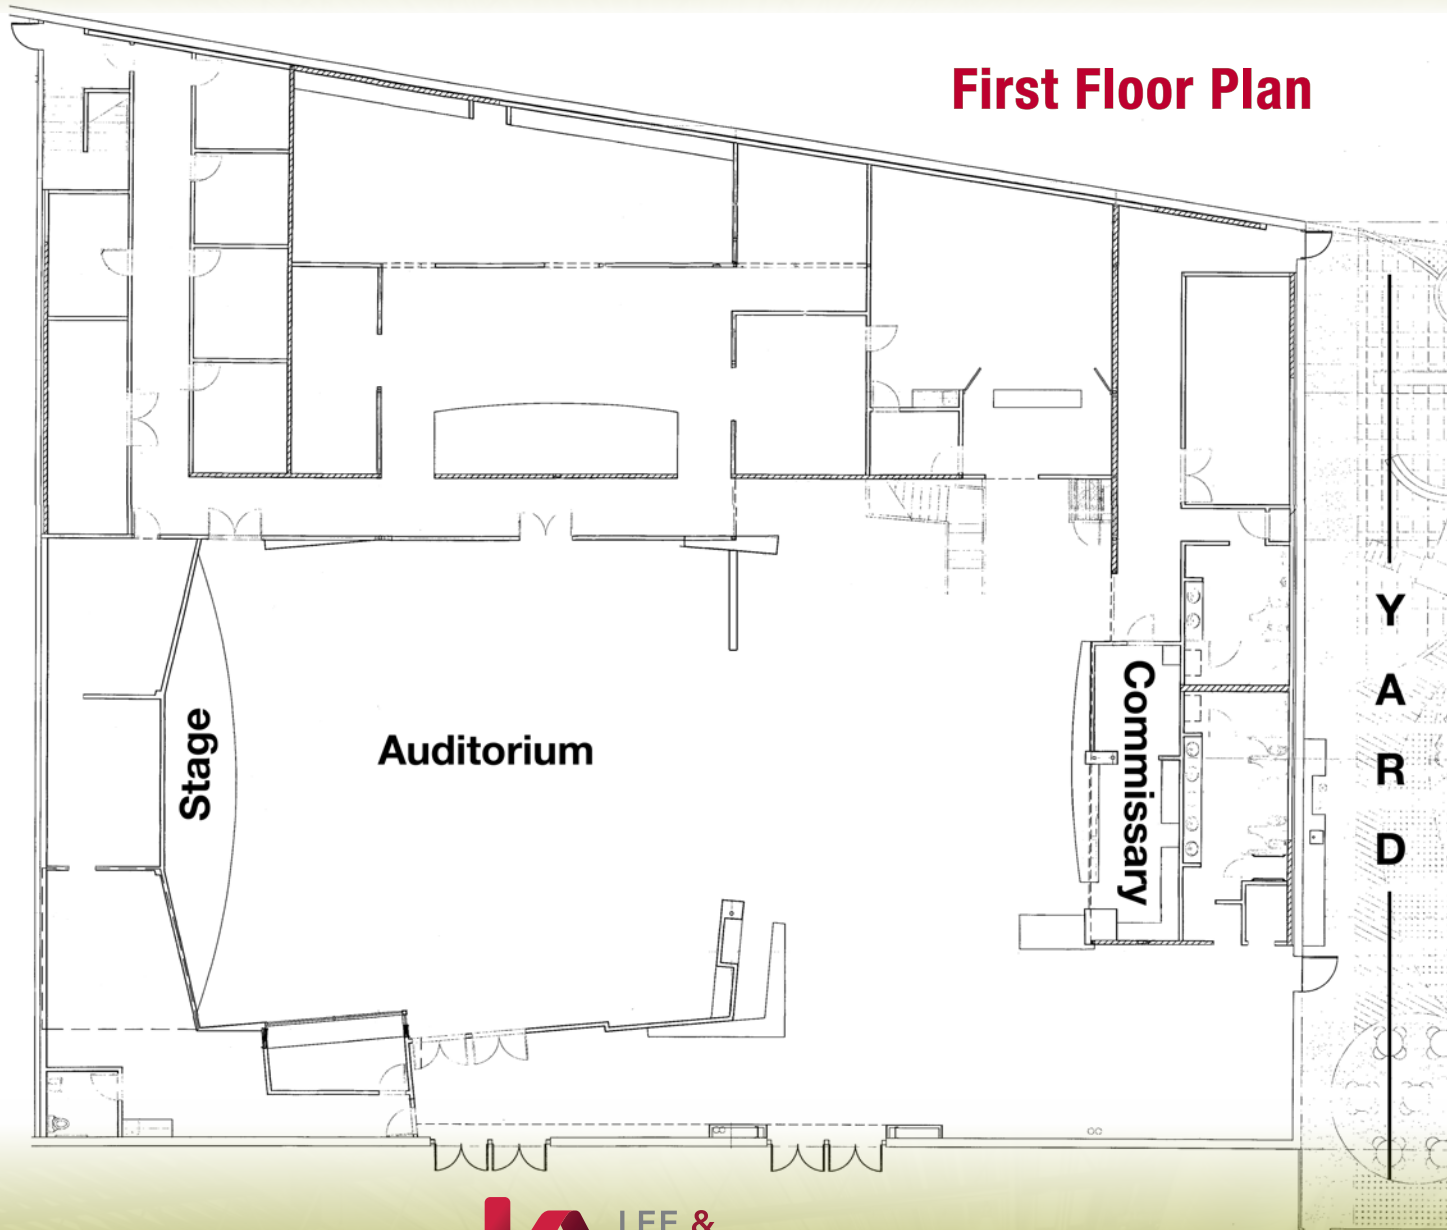 First Floor Plan
Stage
Auditorium
Commissary
YARD
LEE &